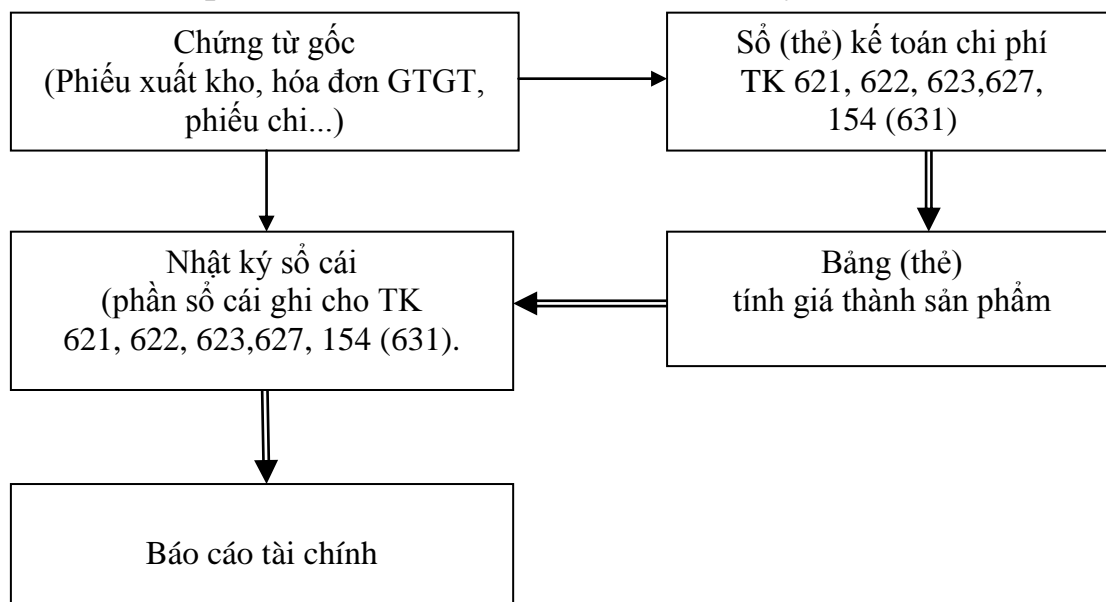 Chứng từ gốc
(Phiếu xuất kho, hóa đơn GTGT,
phiếu chi...)
Sổ (thẻ) kế toán chi phí
TK 621, 622, 623,627,
154 (631)
Nhật ký sổ cái
(phần sổ cái ghi cho TK
621, 622, 623,627, 154 (631).
Bảng (thẻ)
tính giá thành sản phẩm
Báo cáo tài chính